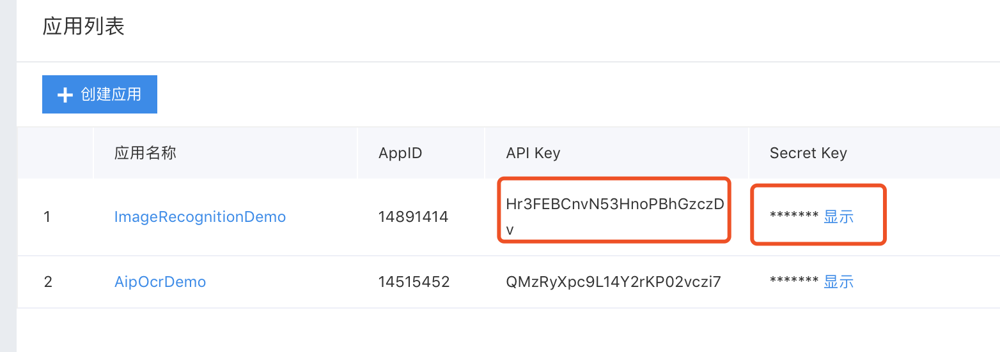 应用列表
创建应用
应用名称 AppID API Key Secret Key
1 ImageRecognitionDemo 14891414 Hr3FEBCnvN53HnoPBhGzczD
v ******* 显示
2 AipOcrDemo 14515452 QMzRyXpc9L14Y2rKP02vczi7 ******* 显示